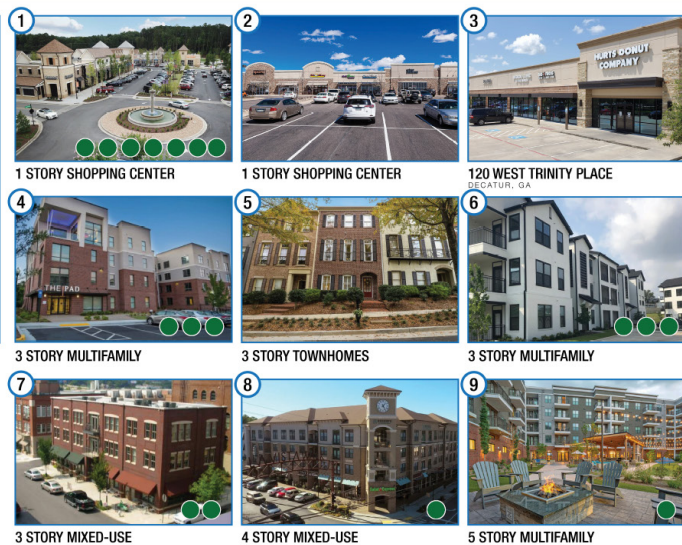 1
2
3
HURTS DONUT
COMPANY
1 STORY SHOPPING CENTER
1 STORY SHOPPING CENTER
120 WEST TRINITY PLACE
DECATUR, GA
4
5
6
THE PAD
3 STORY MULTIFAMILY
3 STORY TOWNHOMES
3 STORY MULTIFAMILY
7
8
9
3 STORY MIXED-USE
4 STORY MIXED-USE
5 STORY MULTIFAMILY